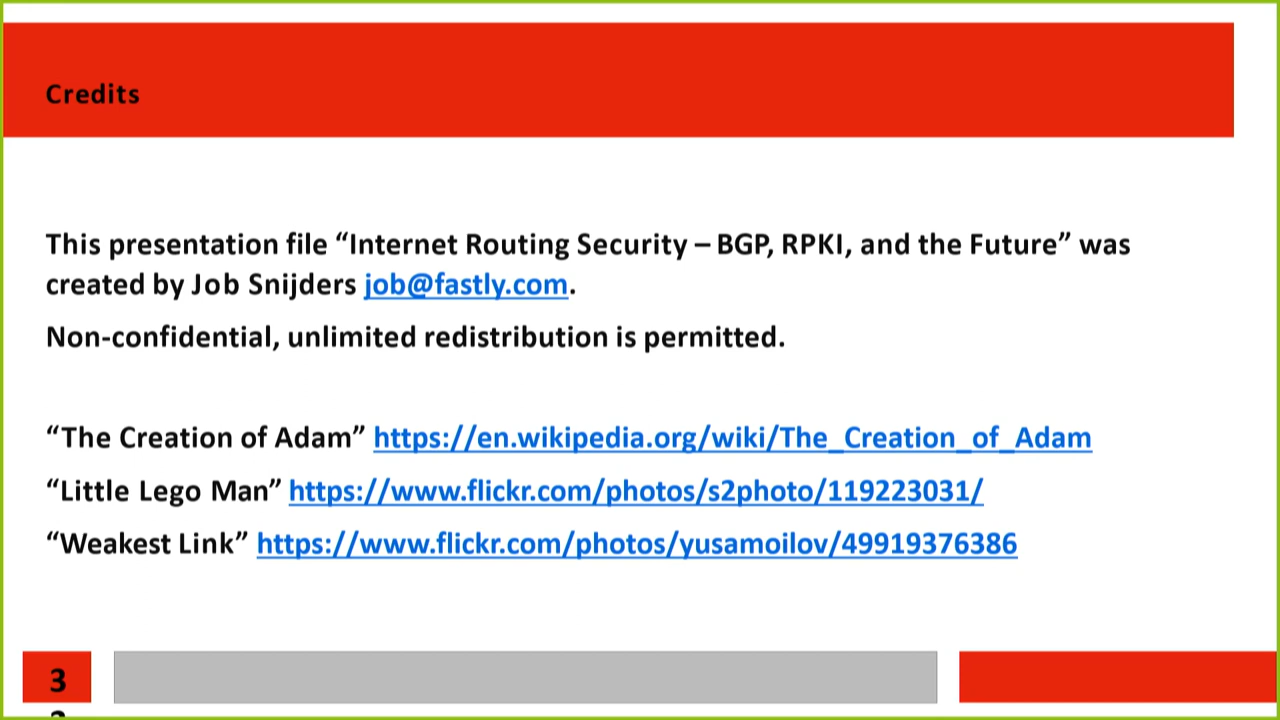 Credits
This presentation file “Internet Routing Security – BGP, RPKI, and the Future” was
created by Job Snijders job@fastly.com.
Non-confidential, unlimited redistribution is permitted.
“The Creation of Adam” https://en.wikipedia.org/wiki/The_Creation_of_Adam
“Little Lego Man” https://www.flickr.com/photos/s2photo/119223031/
“Weakest Link” https://www.flickr.com/photos/yusamoilov/49919376386
3